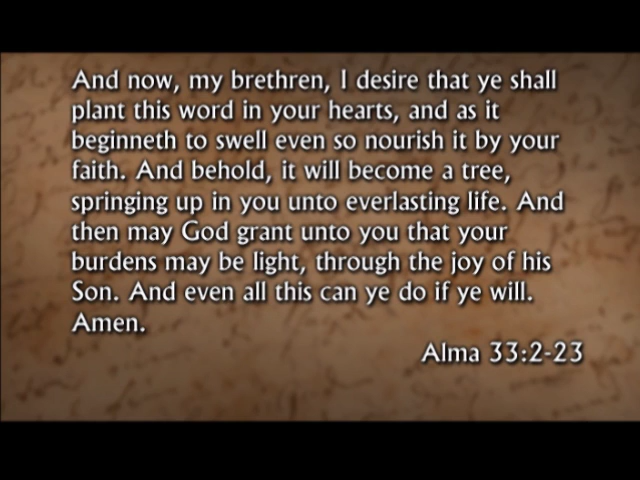 And now, my brethren, I desire that ye shall
plant this word in your hearts, and as it
beginneth to swell even so nourish it by your
faith. And behold, it will become a tree,
springing up in you unto everlasting life. And
then may God grant unto you that your
burdens may be light, through the joy of his
Son. And even all this can ye do if ye will.
Amen.
Alma 33:2-23